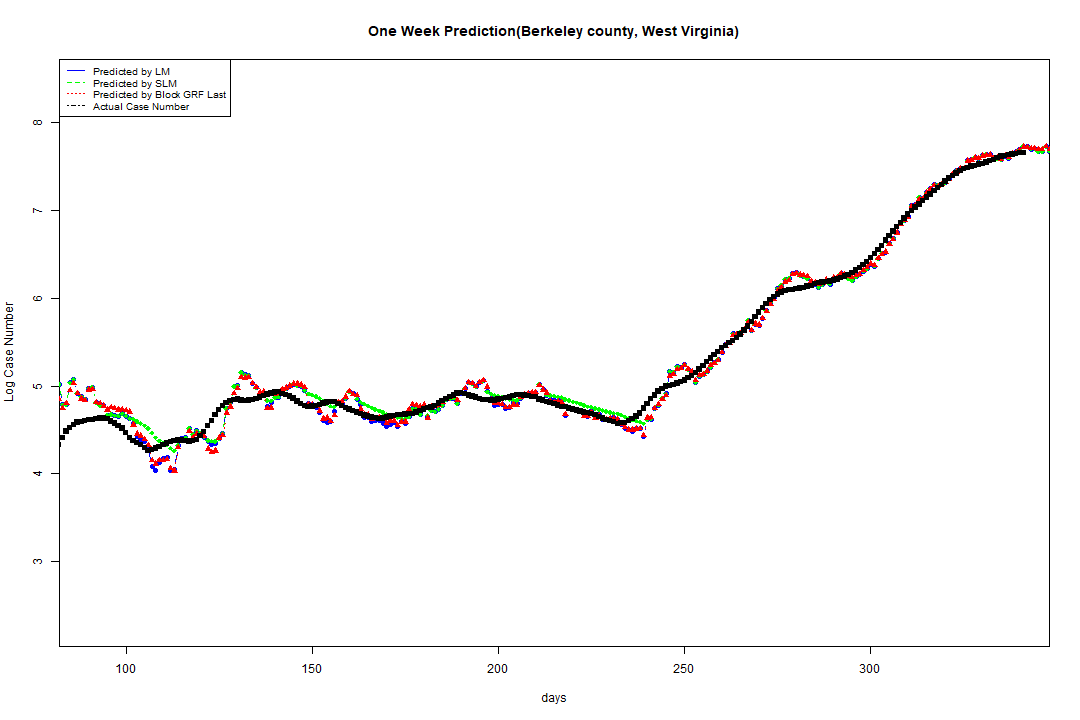 One Week Prediction(Berkeley county, West Virginia)
Predicted by LM
Predicted by SLM
Predicted by Block GRF Last
Actual Case Number
Log Case Number
8
7
6
5
4
3
100 150 200 250 300
days